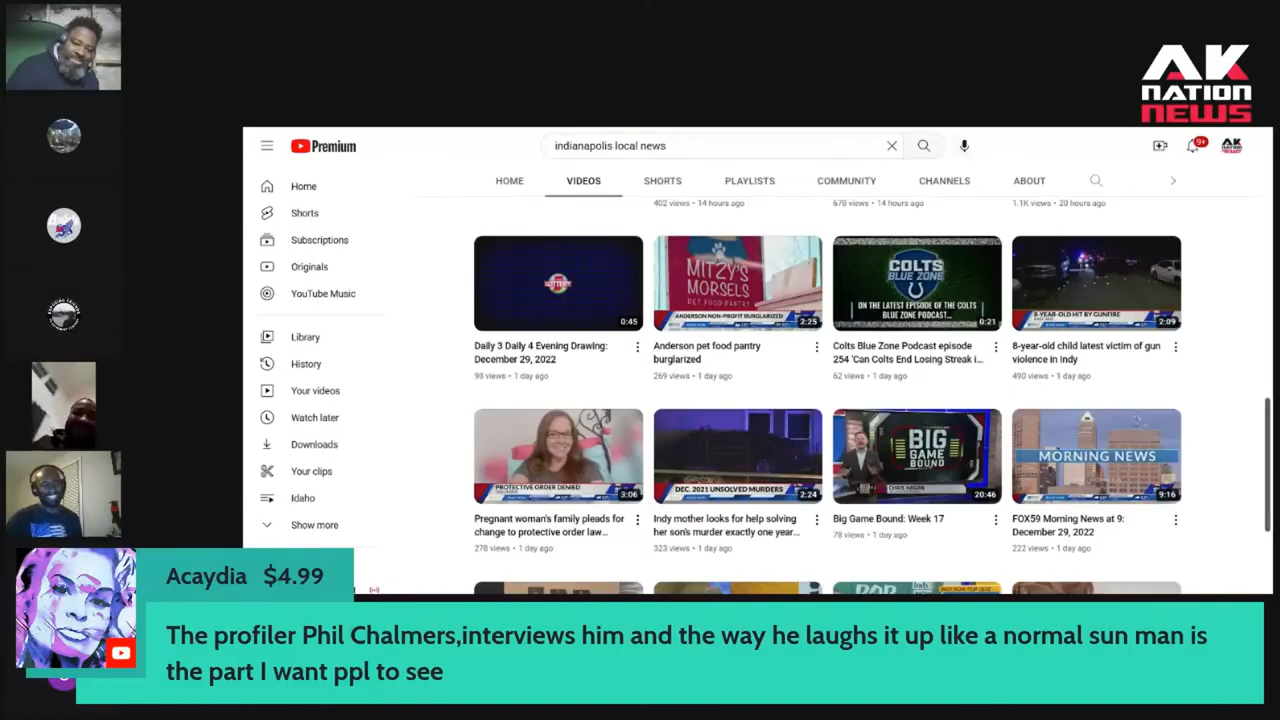 AK
NATION
NEWS
Premium
indianapolis local news
9+
HOME
VIDEOS
SHORTS
PLAYLISTS
COMMUNITY
CHANNELS
ABOUT
402 views • 14 hours ago
678 views • 14 hours ago
1.1K views • 20 hours ago
Home
Shorts
Subscriptions
Originals
YouTube Music
Library
History
Your videos
Watch later
Downloads
Your clips
Idaho
Show more
LOTTERY
0:45
Daily 3 Daily 4 Evening Drawing:
December 29, 2022
98 views • 1 day ago
MITZY'S
MORSELS
PET FOOD PANTRY
ANDERSON NON-PROFIT BURGLARIZED
2:25
Anderson pet food pantry
burglarized
269 views • 1 day ago
COLTS
BLUE ZONE
ON THE LATEST EPISODE OF THE COLTS
BLUE ZONE PODCAST...
0:21
Colts Blue Zone Podcast episode
254 'Can Colts End Losing Streak i...
62 views • 1 day ago
8-YEAR-OLD HIT BY GUNFIRE
2:09
8-year-old child latest victim of gun
violence in Indy
490 views • 1 day ago
PROTECTIVE ORDER DENIED
3:06
Pregnant woman's family pleads for
change to protective order law...
278 views • 1 day ago
DEC. 2021 UNSOLVED MURDERS
2:24
Indy mother looks for help solving
her son's murder exactly one year...
323 views • 1 day ago
BIG
GAME
BOUND
CHRIS HAGAN
20:46
Big Game Bound: Week 17
78 views • 1 day ago
MORNING NEWS
9:16
FOX59 Morning News at 9:
December 29, 2022
222 views • 1 day ago
Acaydia $4.99
The profiler Phil Chalmers,interviews him and the way he laughs it up like a normal sun man is
the part I want ppl to see